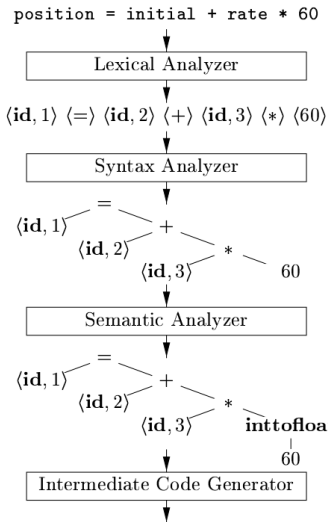 position = initial + rate * 60
Lexical Analyzer
⟨id, 1⟩ ⟨=⟩ ⟨id, 2⟩ ⟨+⟩ ⟨id, 3⟩ ⟨*⟩ ⟨60⟩
Syntax Analyzer
=
⟨id, 1⟩ +
⟨id, 2⟩ *
⟨id, 3⟩ 60
Semantic Analyzer
=
⟨id, 1⟩ +
⟨id, 2⟩ *
⟨id, 3⟩ inttofloa
60
Intermediate Code Generator